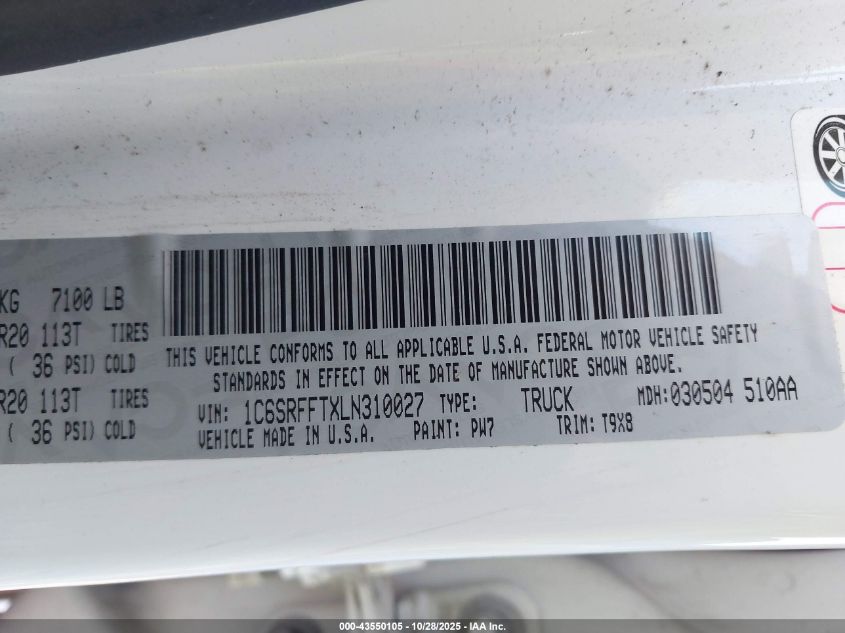 KG 7100 LB
R20 113T TIRES
( 36 PSI) COLD
R20 113T TIRES
( 36 PSI) COLD
THIS VEHICLE CONFORMS TO ALL APPLICABLE U.S.A. FEDERAL MOTOR VEHICLE SAFETY
STANDARDS IN EFFECT ON THE DATE OF MANUFACTURE SHOWN ABOVE.
VIN: 1C6SRFFTXLN310027 TYPE: TRUCK MDH:030504 510AA
VEHICLE MADE IN U.S.A. PAINT: PW7 TRIM: T9X8
000-43550105 | 10/28/2025 | IAA Inc.